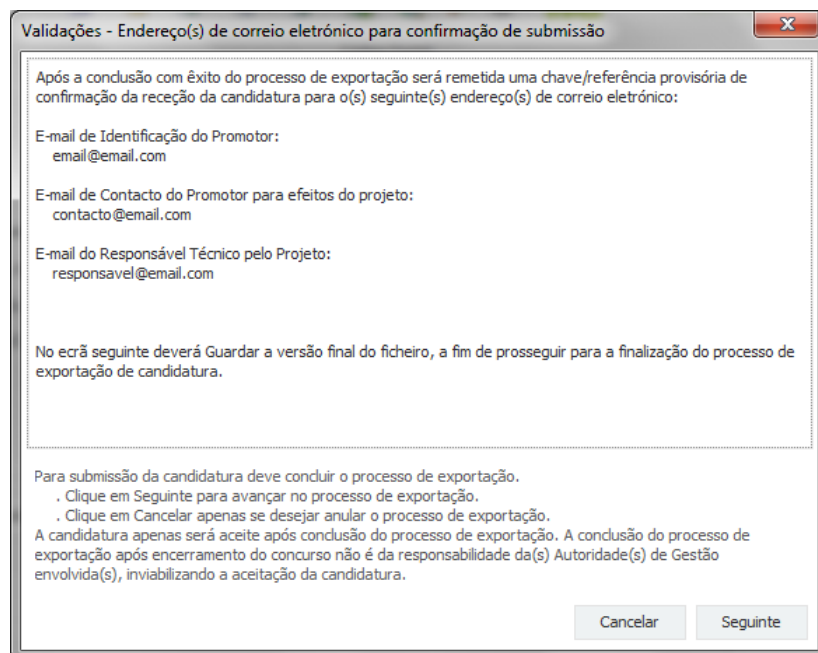 Validações - Endereço(s) de correio eletrónico para confirmação de submissão
Após a conclusão com êxito do processo de exportação será remetida uma chave/referência provisória de
confirmação da receção da candidatura para o(s) seguinte(s) endereço(s) de correio eletrónico:
E-mail de Identificação do Promotor:
email@email.com
E-mail de Contacto do Promotor para efeitos do projeto:
contacto@email.com
E-mail do Responsável Técnico pelo Projeto:
responsavel@email.com
No ecrã seguinte deverá Guardar a versão final do ficheiro, a fim de prosseguir para a finalização do processo de
exportação de candidatura.
Para submissão da candidatura deve concluir o processo de exportação.
. Clique em Seguinte para avançar no processo de exportação.
. Clique em Cancelar apenas se desejar anular o processo de exportação.
A candidatura apenas será aceite após conclusão do processo de exportação. A conclusão do processo de
exportação após encerramento do concurso não é da responsabilidade da(s) Autoridade(s) de Gestão
envolvida(s), inviabilizando a aceitação da candidatura.
Cancelar Seguinte